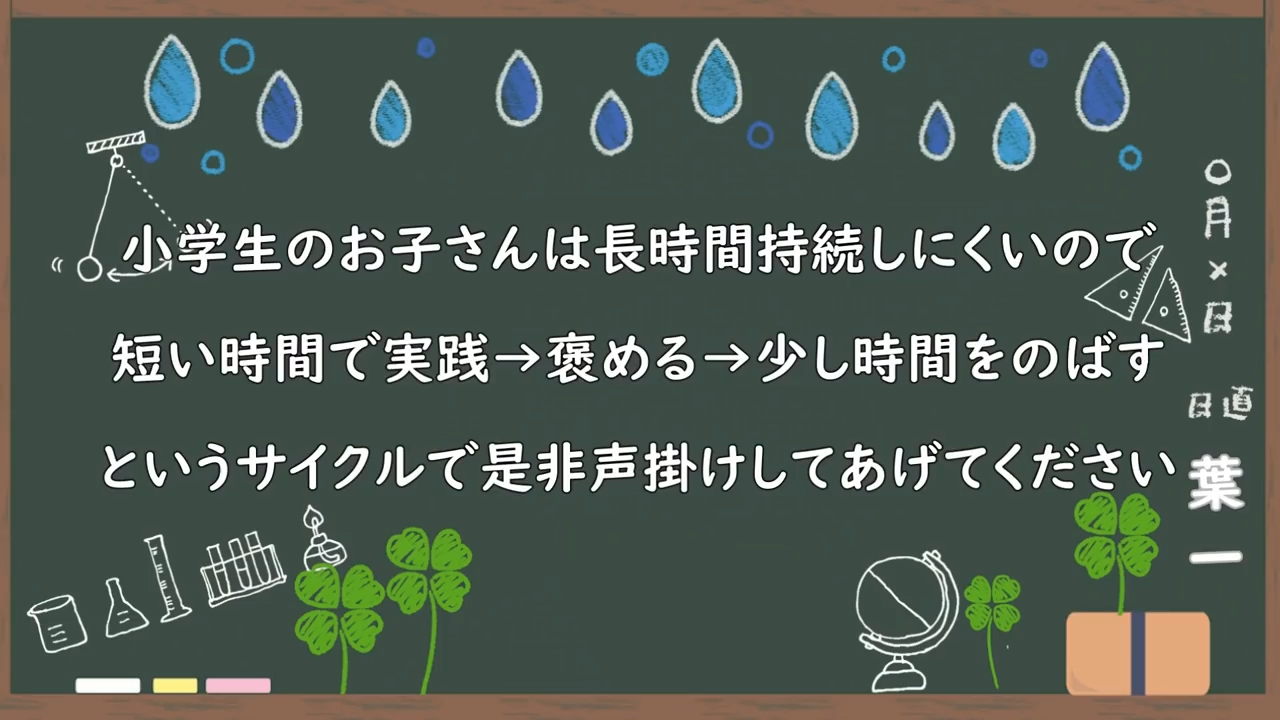 小学生のお子さんは長時間持続しにくいので
短い時間で実践→褒める→少し時間をのばす
というサイクルで是非声掛けしてあげてください
○月×日
日直
葉一